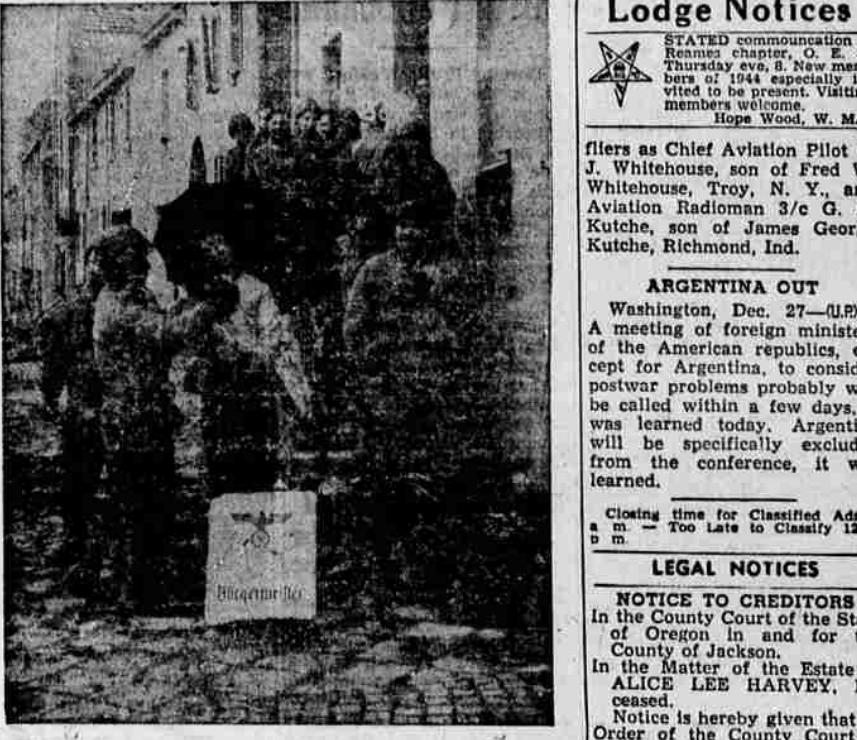 Bürgermeister
Lodge Notices
STATED commouncation
Reames chapter, O. E.
Thursday eve, 8. New mem-
bers of 1944 especially i
vited to be present. Visitin
members welcome.
Hope Wood, W. M.
fliers as Chief Aviation Pilot
J. Whitehouse, son of Fred
Whitehouse, Troy, N. Y., an
Aviation Radioman 3/c G.
Kutche, son of James Geor
Kutche, Richmond, Ind.
ARGENTINA OUT
Washington, Dec. 27—(U.P.)
A meeting of foreign ministe
of the American republics, e
cept for Argentina, to consid
postwar problems probably w
be called within a few days,
was learned today. Argenti
will be specifically exclud
from the conference, it w
learned.
Closing time for Classified Ads
a m. — Too Late to Classify 12
p m.
LEGAL NOTICES
NOTICE TO CREDITORS
In the County Court of the Sta
of Oregon in and for t
County of Jackson.
In the Matter of the Estate
ALICE LEE HARVEY,
ceased.
Notice is hereby given that
Order of the County Court